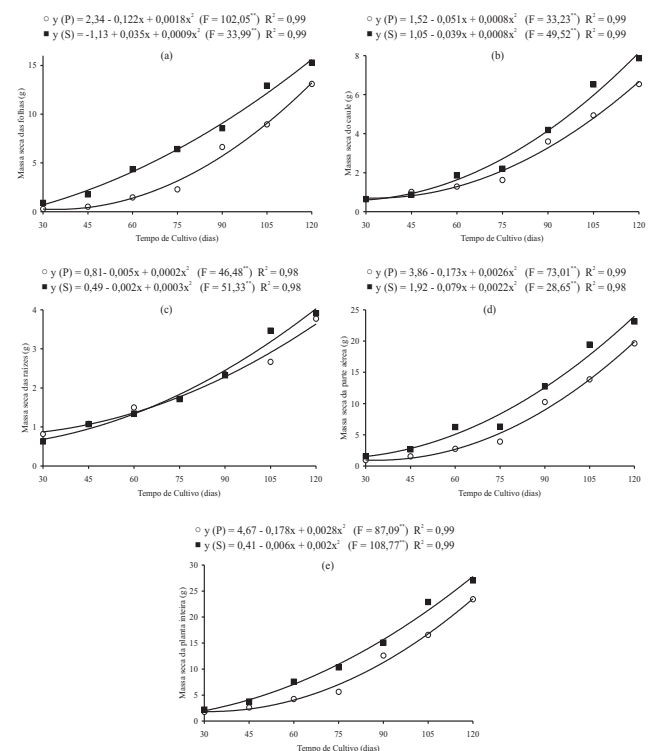 ○ y (P) = 2,34 - 0,122x + 0,0018x² (F = 102,05**) R² = 0,99
■ y (S) = -1,13 + 0,035x + 0,0009x² (F = 33,99**) R² = 0,99
(a)
Massa seca das folhas (g)
15
10
5
0
30 45 60 75 90 105 120
Tempo de Cultivo (dias)
○ y (P) = 1,52 - 0,051x + 0,0008x² (F = 33,23**) R² = 0,99
■ y (S) = 1,05 - 0,039x + 0,0008x² (F = 49,52**) R² = 0,99
(b)
Massa seca do caule (g)
8
6
4
2
0
30 45 60 75 90 105 120
Tempo de Cultivo (dias)
○ y (P) = 0,81- 0,005x + 0,0002x² (F = 46,48**) R² = 0,98
■ y (S) = 0,49 - 0,002x + 0,0003x² (F = 51,33**) R² = 0,98
(c)
Massa seca das raízes (g)
4
3
2
1
0
30 45 60 75 90 105 120
Tempo de Cultivo (dias)
○ y (P) = 3,86 - 0,173x + 0,0026x² (F = 73,01**) R² = 0,99
■ y (S) = 1,92 - 0,079x + 0,0022x² (F = 28,65**) R² = 0,98
(d)
Massa seca da parte aérea (g)
25
20
15
10
5
0
30 45 60 75 90 105 120
Tempo de Cultivo (dias)
○ y (P) = 4,67 - 0,178x + 0,0028x² (F = 87,09**) R² = 0,99
■ y (S) = 0,41 - 0,006x + 0,002x² (F = 108,77**) R² = 0,99
(e)
Massa seca da planta inteira (g)
30
25
20
15
10
5
0
30 45 60 75 90 105 120
Tempo de Cultivo (dias)